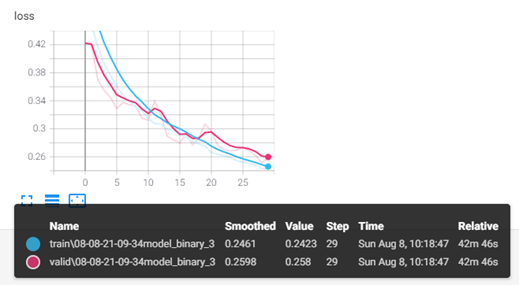 loss
0.42
0.38
0.34
0.3
0.26
0 5 10 15 20 25
Name Smoothed Value Step Time Relative
train\08-08-21-09-34model_binary_3 0.2461 0.2423 29 Sun Aug 8, 10:18:47 42m 46s
valid\08-08-21-09-34model_binary_3 0.2598 0.258 29 Sun Aug 8, 10:18:47 42m 46s